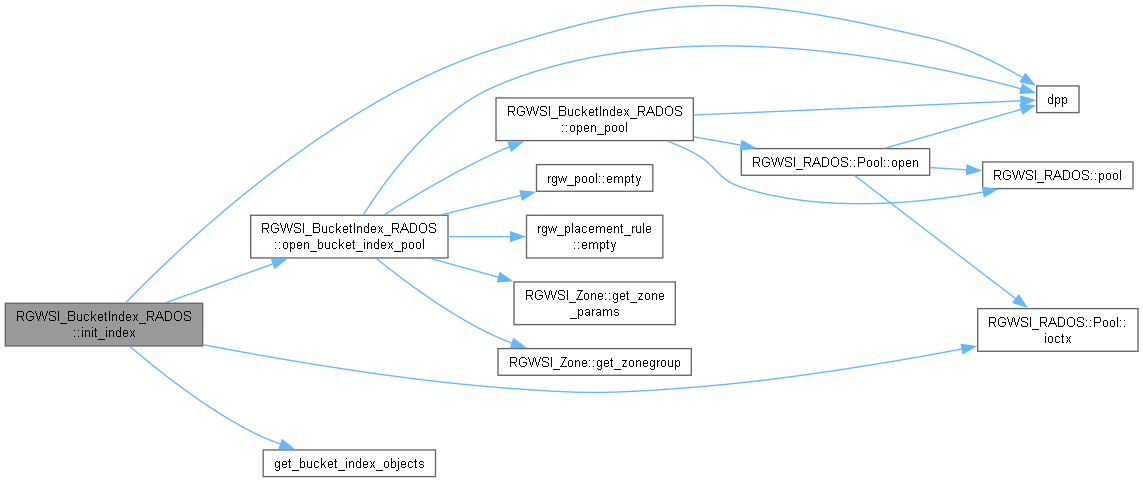 RGWSI_BucketIndex_RADOS
::init_index
RGWSI_BucketIndex_RADOS
::open_bucket_index_pool
get_bucket_index_objects
RGWSI_BucketIndex_RADOS
::open_pool
rgw_pool::empty
rgw_placement_rule
::empty
RGWSI_Zone::get_zone
_params
RGWSI_Zone::get_zonegroup
RGWSI_RADOS::Pool::open
dpp
RGWSI_RADOS::pool
RGWSI_RADOS::Pool::
ioctx